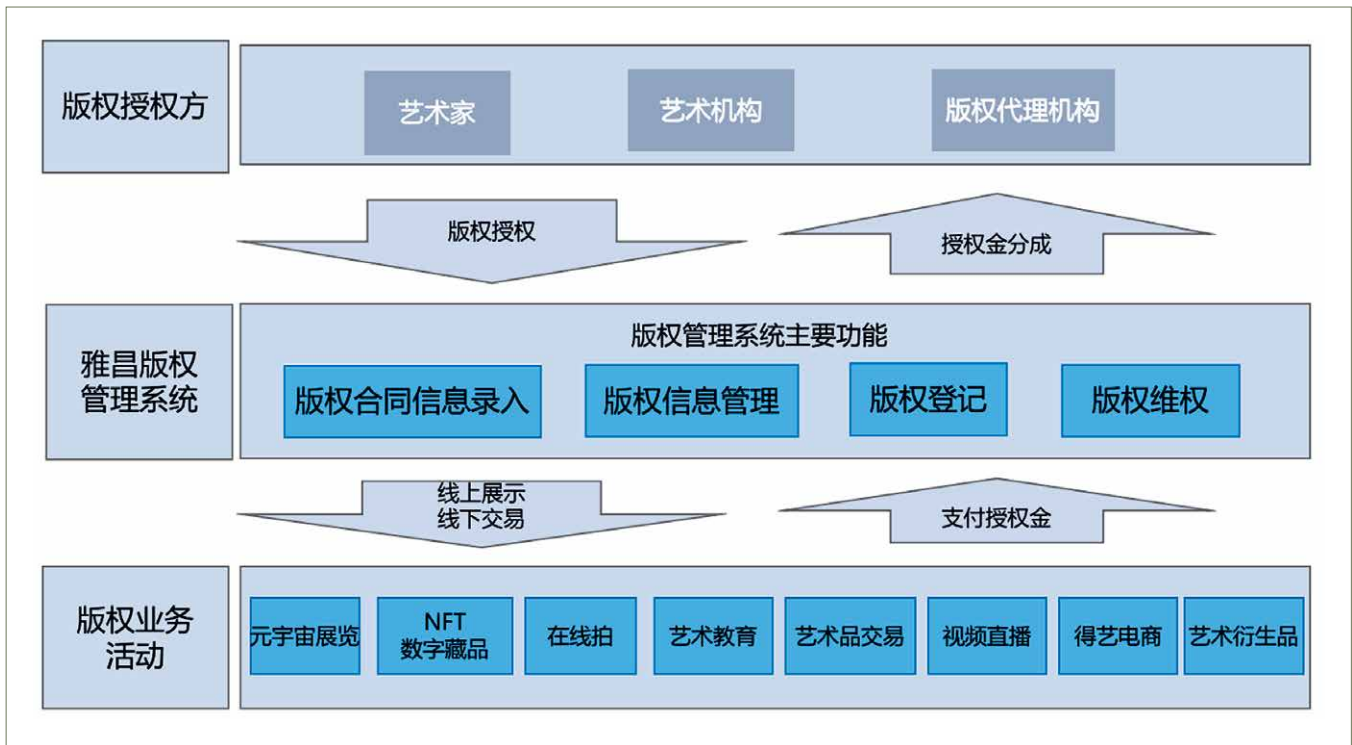 版权授权方
艺术家
艺术机构
版权代理机构
版权授权
授权金分成
雅昌版权
管理系统
版权管理系统主要功能
版权合同信息录入
版权信息管理
版权登记
版权维权
线上展示
线下交易
支付授权金
版权业务
活动
元宇宙展览
NFT
数字藏品
在线拍
艺术教育
艺术品交易
视频直播
得艺电商
艺术衍生品